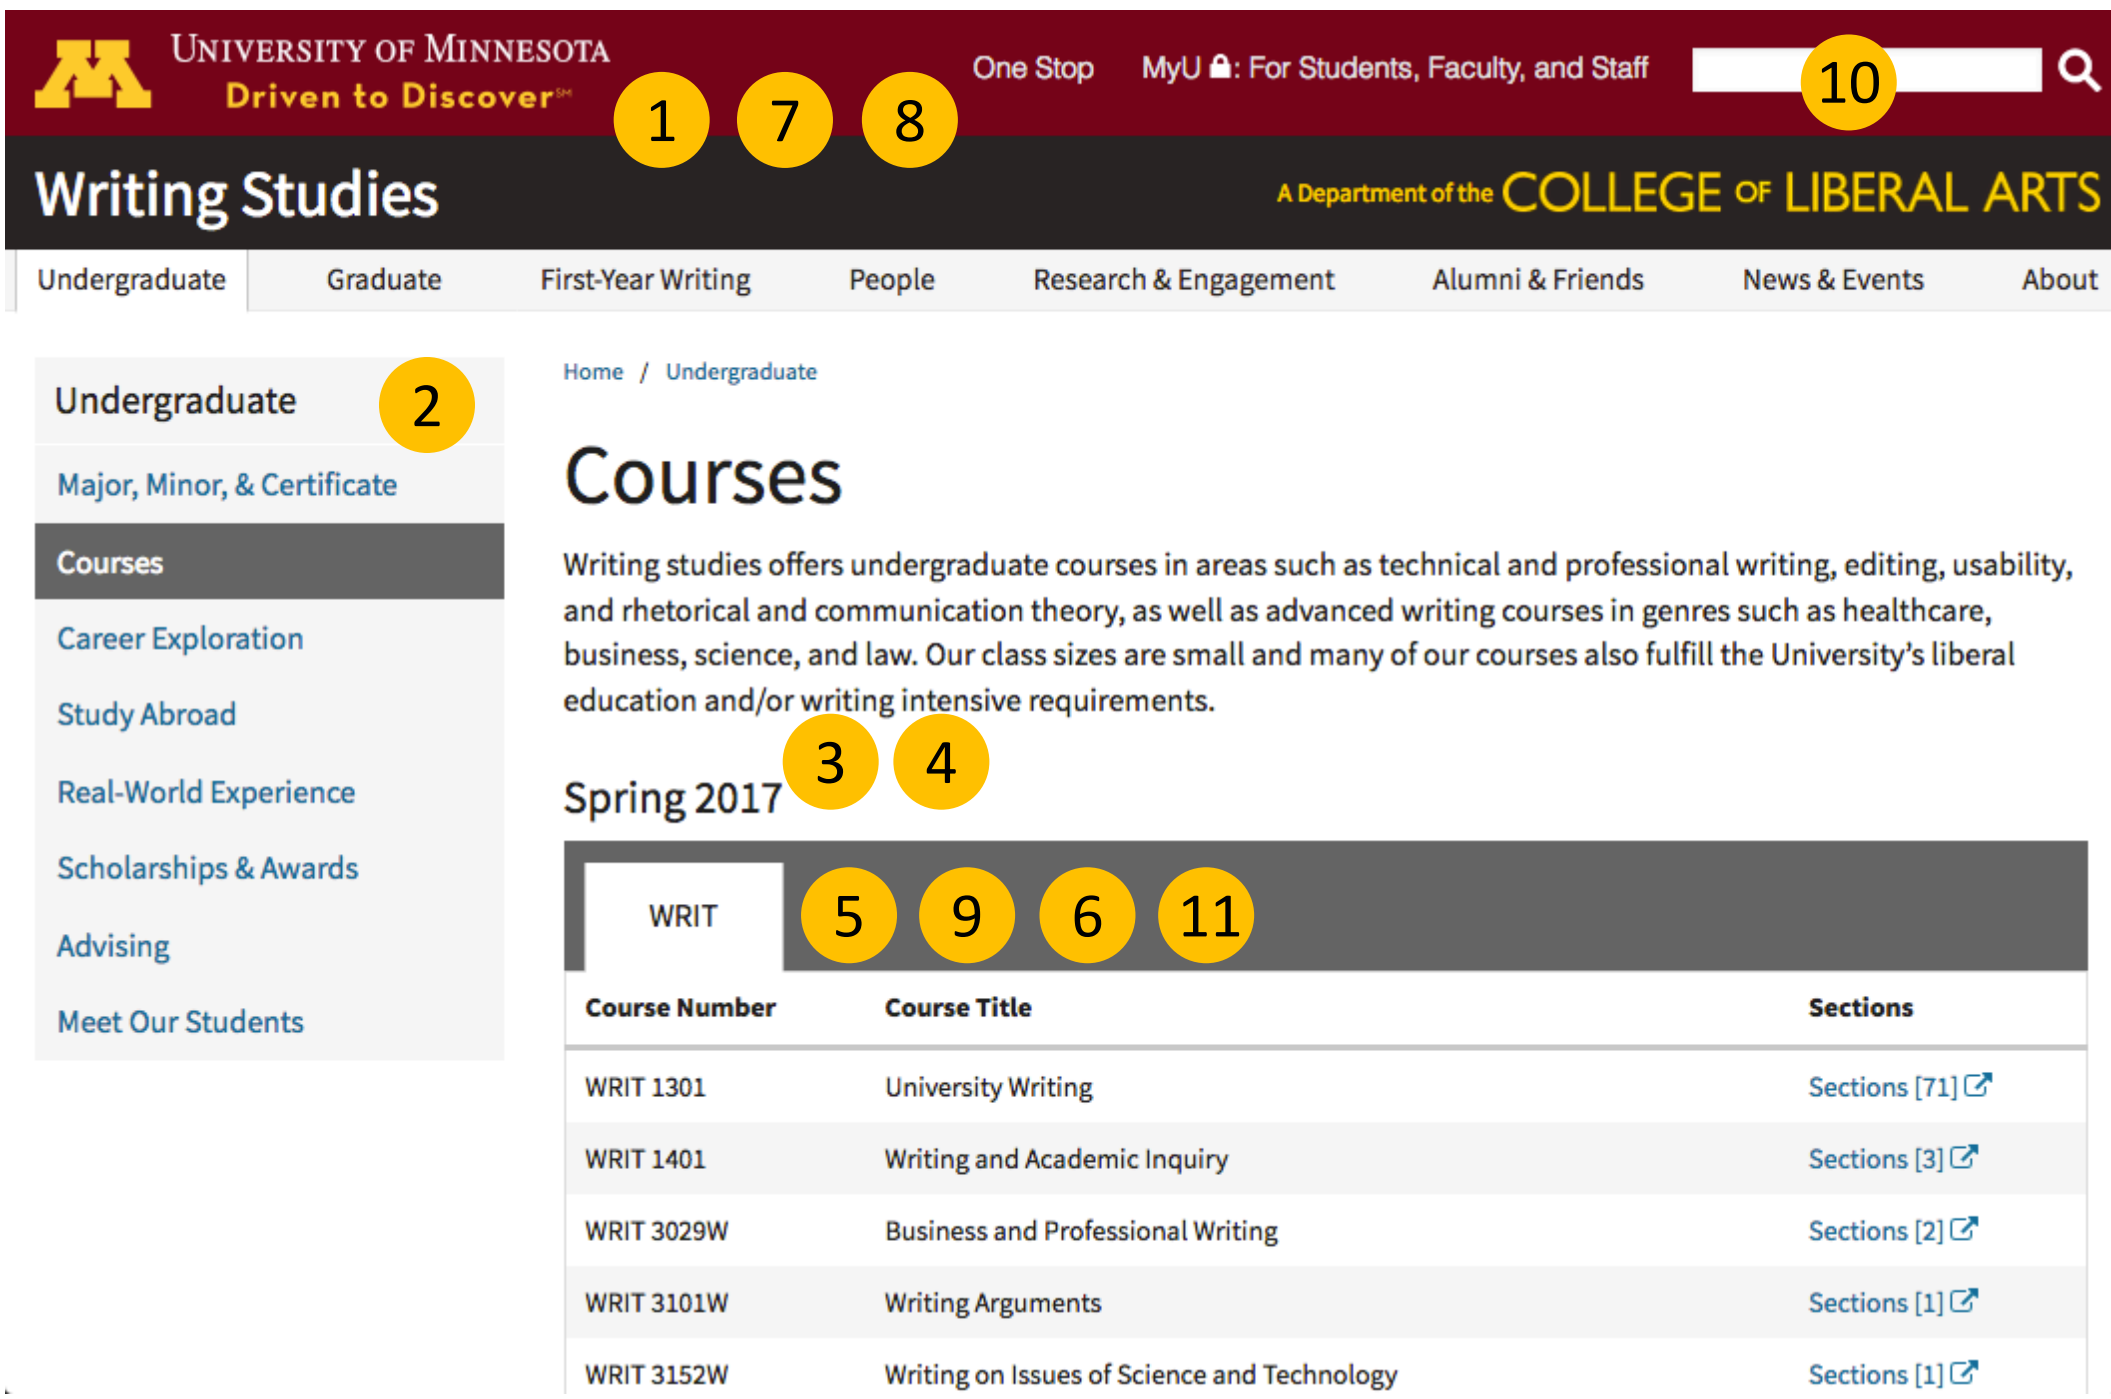 UNIVERSITY OF MINNESOTA
Driven to Discover℠
One Stop
MyU : For Students, Faculty, and Staff
1
7
8
10
Writing Studies
A Department of the COLLEGE OF LIBERAL ARTS
Undergraduate
Graduate
First-Year Writing
People
Research & Engagement
Alumni & Friends
News & Events
About
Undergraduate
2
Major, Minor, & Certificate
Courses
Career Exploration
Study Abroad
Real-World Experience
Scholarships & Awards
Advising
Meet Our Students
Home / Undergraduate
Courses
Writing studies offers undergraduate courses in areas such as technical and professional writing, editing, usability,
and rhetorical and communication theory, as well as advanced writing courses in genres such as healthcare,
business, science, and law. Our class sizes are small and many of our courses also fulfill the University's liberal
education and/or writing intensive requirements.
3
4
Spring 2017
WRIT
5
9
6
11
Course Number Course Title Sections
WRIT 1301 University Writing Sections [71]
WRIT 1401 Writing and Academic Inquiry Sections [3]
WRIT 3029W Business and Professional Writing Sections [2]
WRIT 3101W Writing Arguments Sections [1]
WRIT 3152W Writing on Issues of Science and Technology Sections [1]